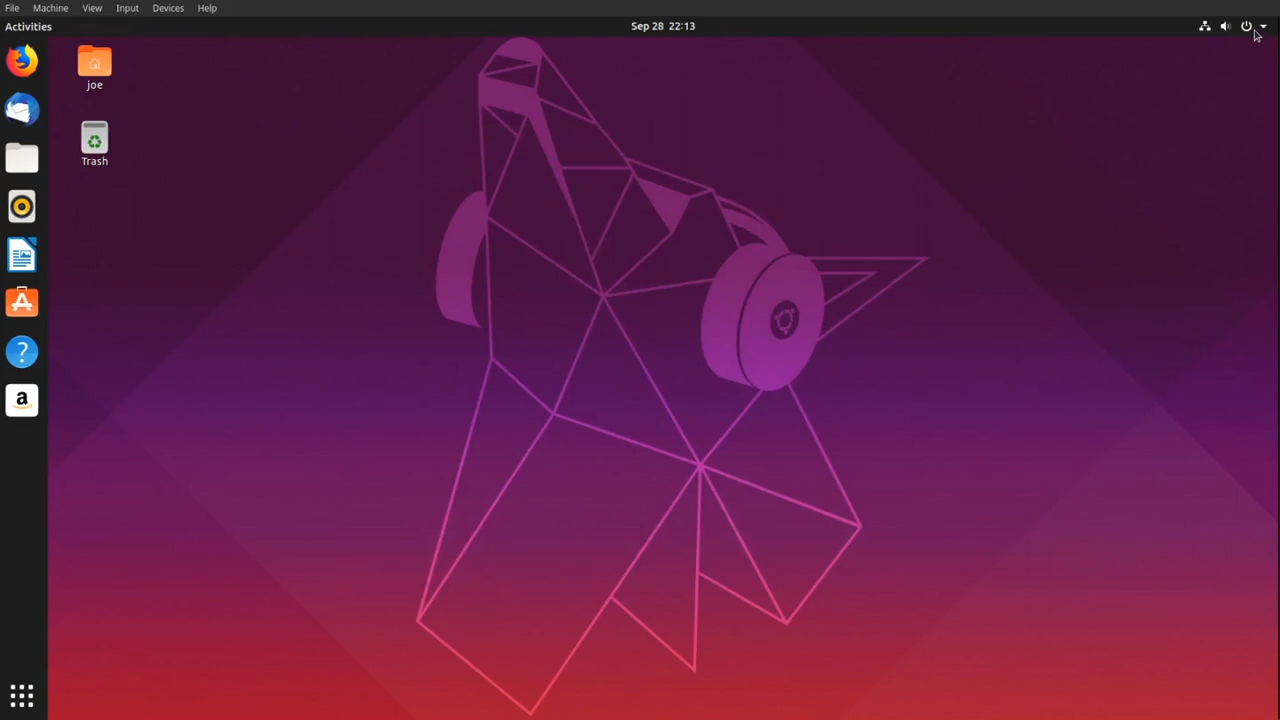 File Machine View Input Devices Help
Activities
Sep 28 22:13
joe
Trash